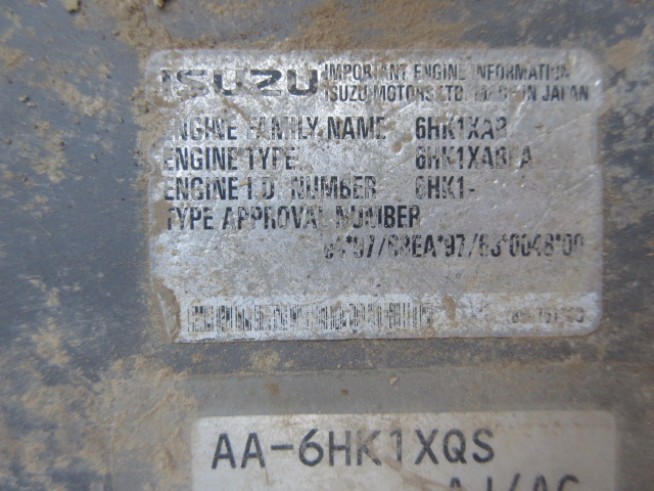 ISUZU
IMPORTANT ENGINE INFORMATION
ISUZU MOTORS LTD. MADE IN JAPAN
ENGINE FAMILY NAME 6HK1XAB
ENGINE TYPE
ENGINE I.D. NUMBER 6HK1-
TYPE APPROVAL NUMBER
AA-6HK1XQS